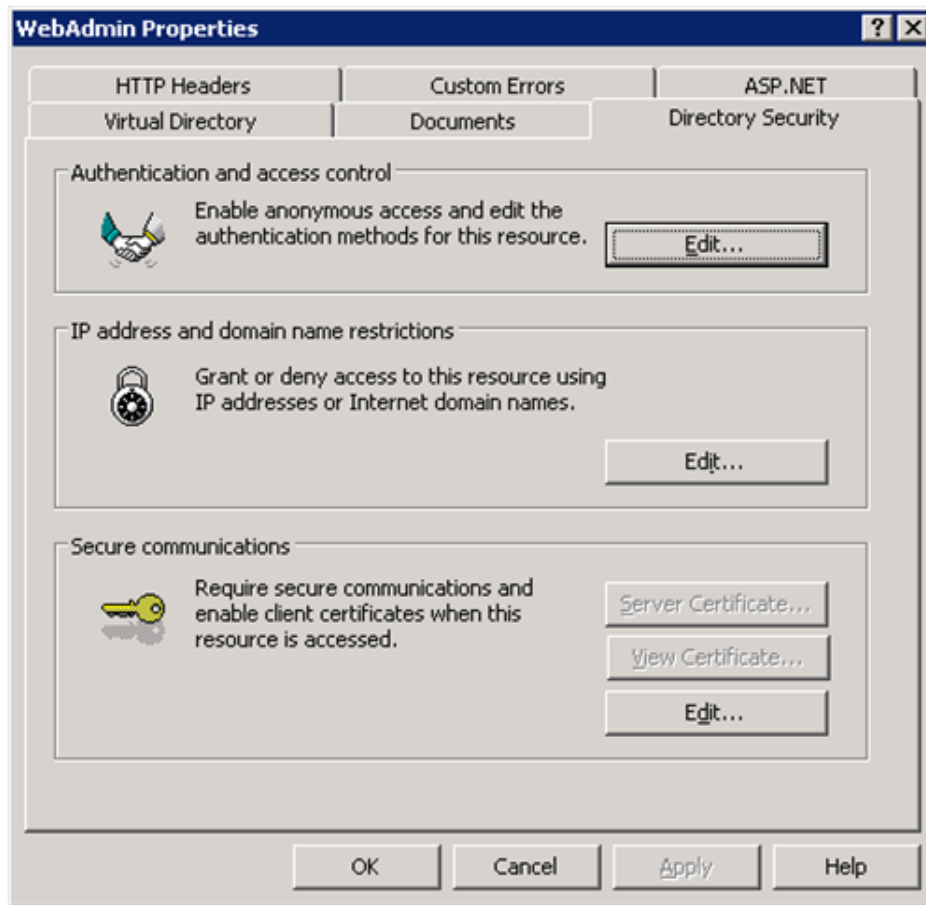 WebAdmin Properties
HTTP Headers
Custom Errors
ASP.NET
Virtual Directory
Documents
Directory Security
Authentication and access control
Enable anonymous access and edit the
authentication methods for this resource.
Edit...
IP address and domain name restrictions
Grant or deny access to this resource using
IP addresses or Internet domain names.
Edit...
Secure communications
Require secure communications and
enable client certificates when this
resource is accessed.
Server Certificate...
View Certificate...
Edit...
OK
Cancel
Apply
Help